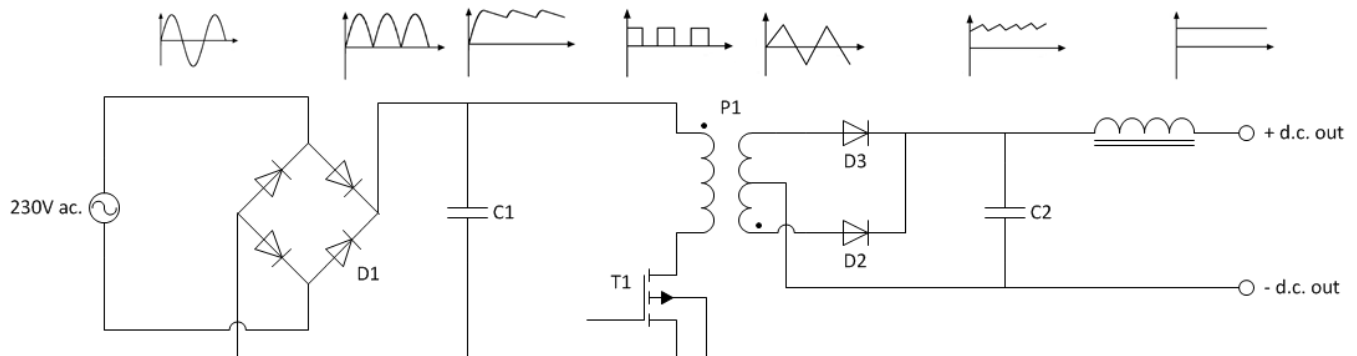 P1
+ d.c. out
D3
230V ac.
C1
C2
D1
T1
D2
- d.c. out